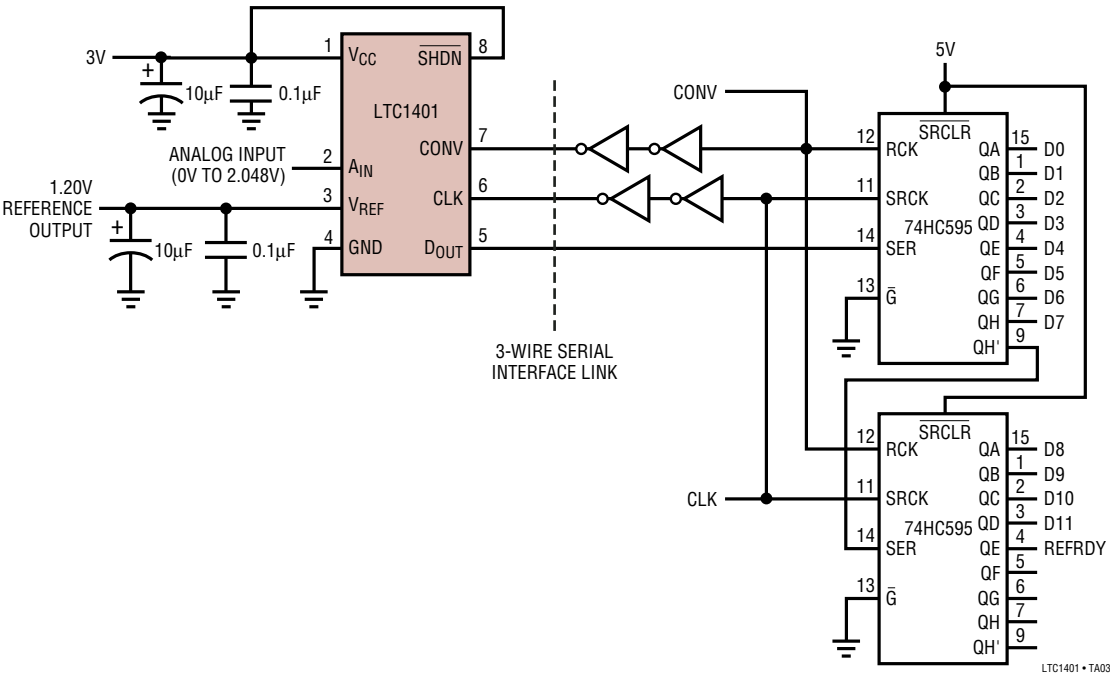 3V
10µF
0.1µF
1
VCC
SHDN
8
LTC1401
ANALOG INPUT
(0V TO 2.048V)
2
AIN
CONV
7
1.20V
REFERENCE
OUTPUT
3
VREF
CLK
6
10µF
0.1µF
4
GND
DOUT
5
3-WIRE SERIAL
INTERFACE LINK
CONV
CLK
5V
SRCLR
12
RCK
11
SRCK
74HC595
14
SER
13
G
QA
15
D0
QB
1
D1
QC
2
D2
QD
3
D3
QE
4
D4
QF
5
D5
QG
6
D6
QH
7
D7
QH'
9
SRCLR
12
RCK
11
SRCK
74HC595
14
SER
13
G
QA
15
D8
QB
1
D9
QC
2
D10
QD
3
D11
QE
4
REFRDY
QF
5
QG
6
QH
7
QH'
9
LTC1401 • TA03